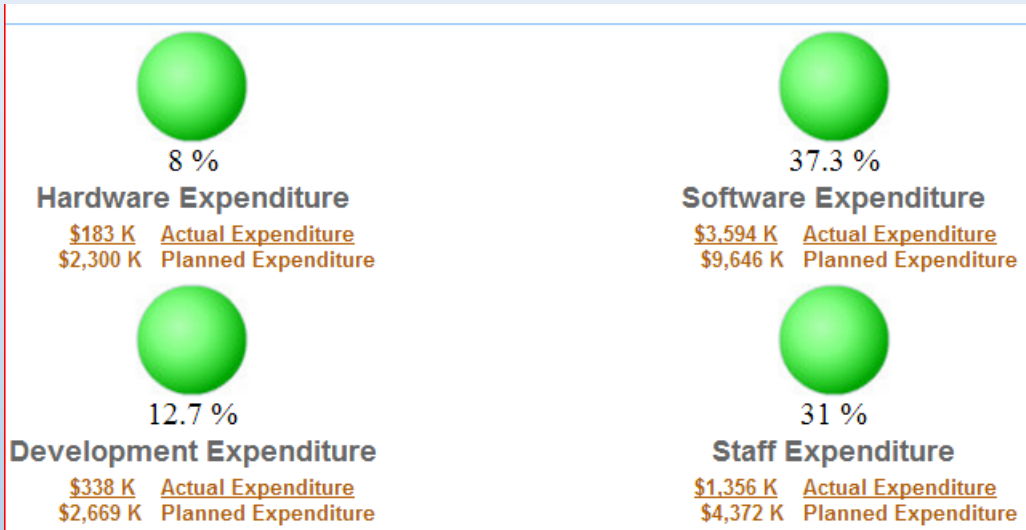 8 %
Hardware Expenditure
$183 K Actual Expenditure
$2,300 K Planned Expenditure
37.3 %
Software Expenditure
$3,594 K Actual Expenditure
$9,646 K Planned Expenditure
12.7 %
Development Expenditure
$338 K Actual Expenditure
$2,669 K Planned Expenditure
31 %
Staff Expenditure
$1,356 K Actual Expenditure
$4,372 K Planned Expenditure